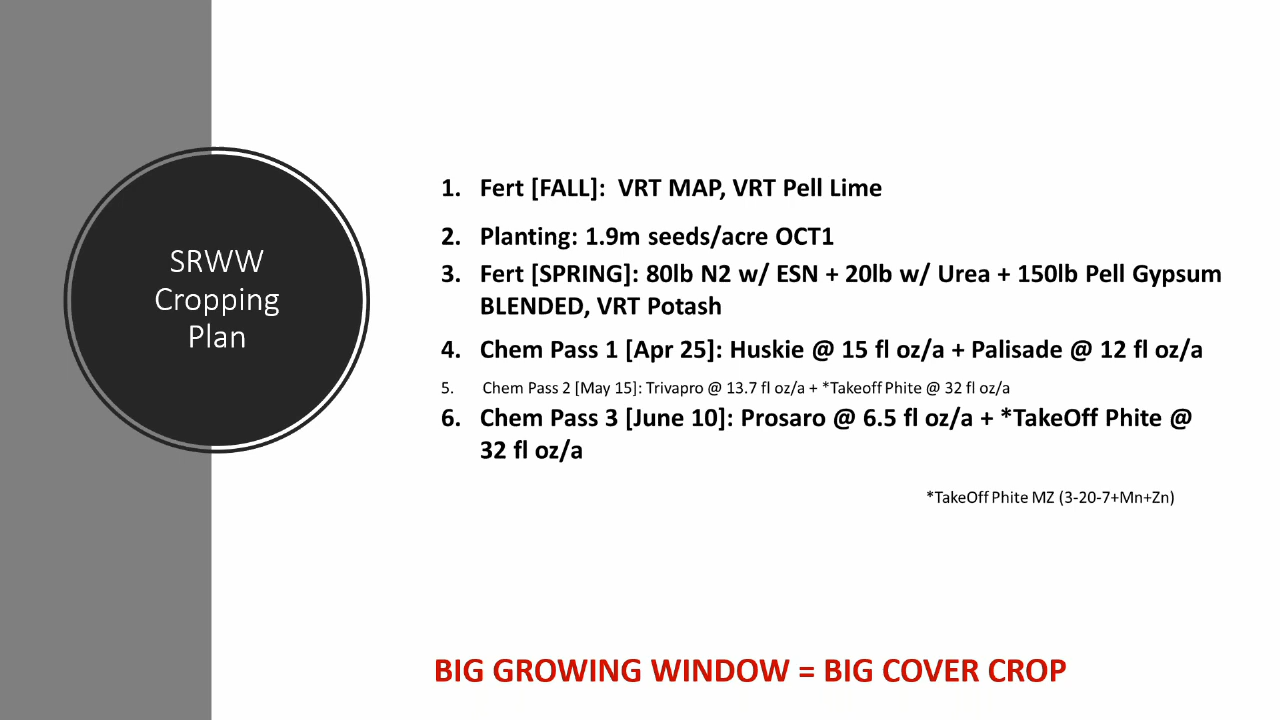 SRWW
Cropping
Plan
1. Fert [FALL]: VRT MAP, VRT Pell Lime
2. Planting: 1.9m seeds/acre OCT1
3. Fert [SPRING]: 80lb N2 w/ ESN + 20lb w/ Urea + 150lb Pell Gypsum
BLENDED, VRT Potash
4. Chem Pass 1 [Apr 25]: Huskie @ 15 fl oz/a + Palisade @ 12 fl oz/a
5. Chem Pass 2 [May 15]: Trivapro @ 13.7 fl oz/a + *Takeoff Phite @ 32 fl oz/a
6. Chem Pass 3 [June 10]: Prosaro @ 6.5 fl oz/a + *TakeOff Phite @
32 fl oz/a
*TakeOff Phite MZ (3-20-7+Mn+Zn)
BIG GROWING WINDOW = BIG COVER CROP